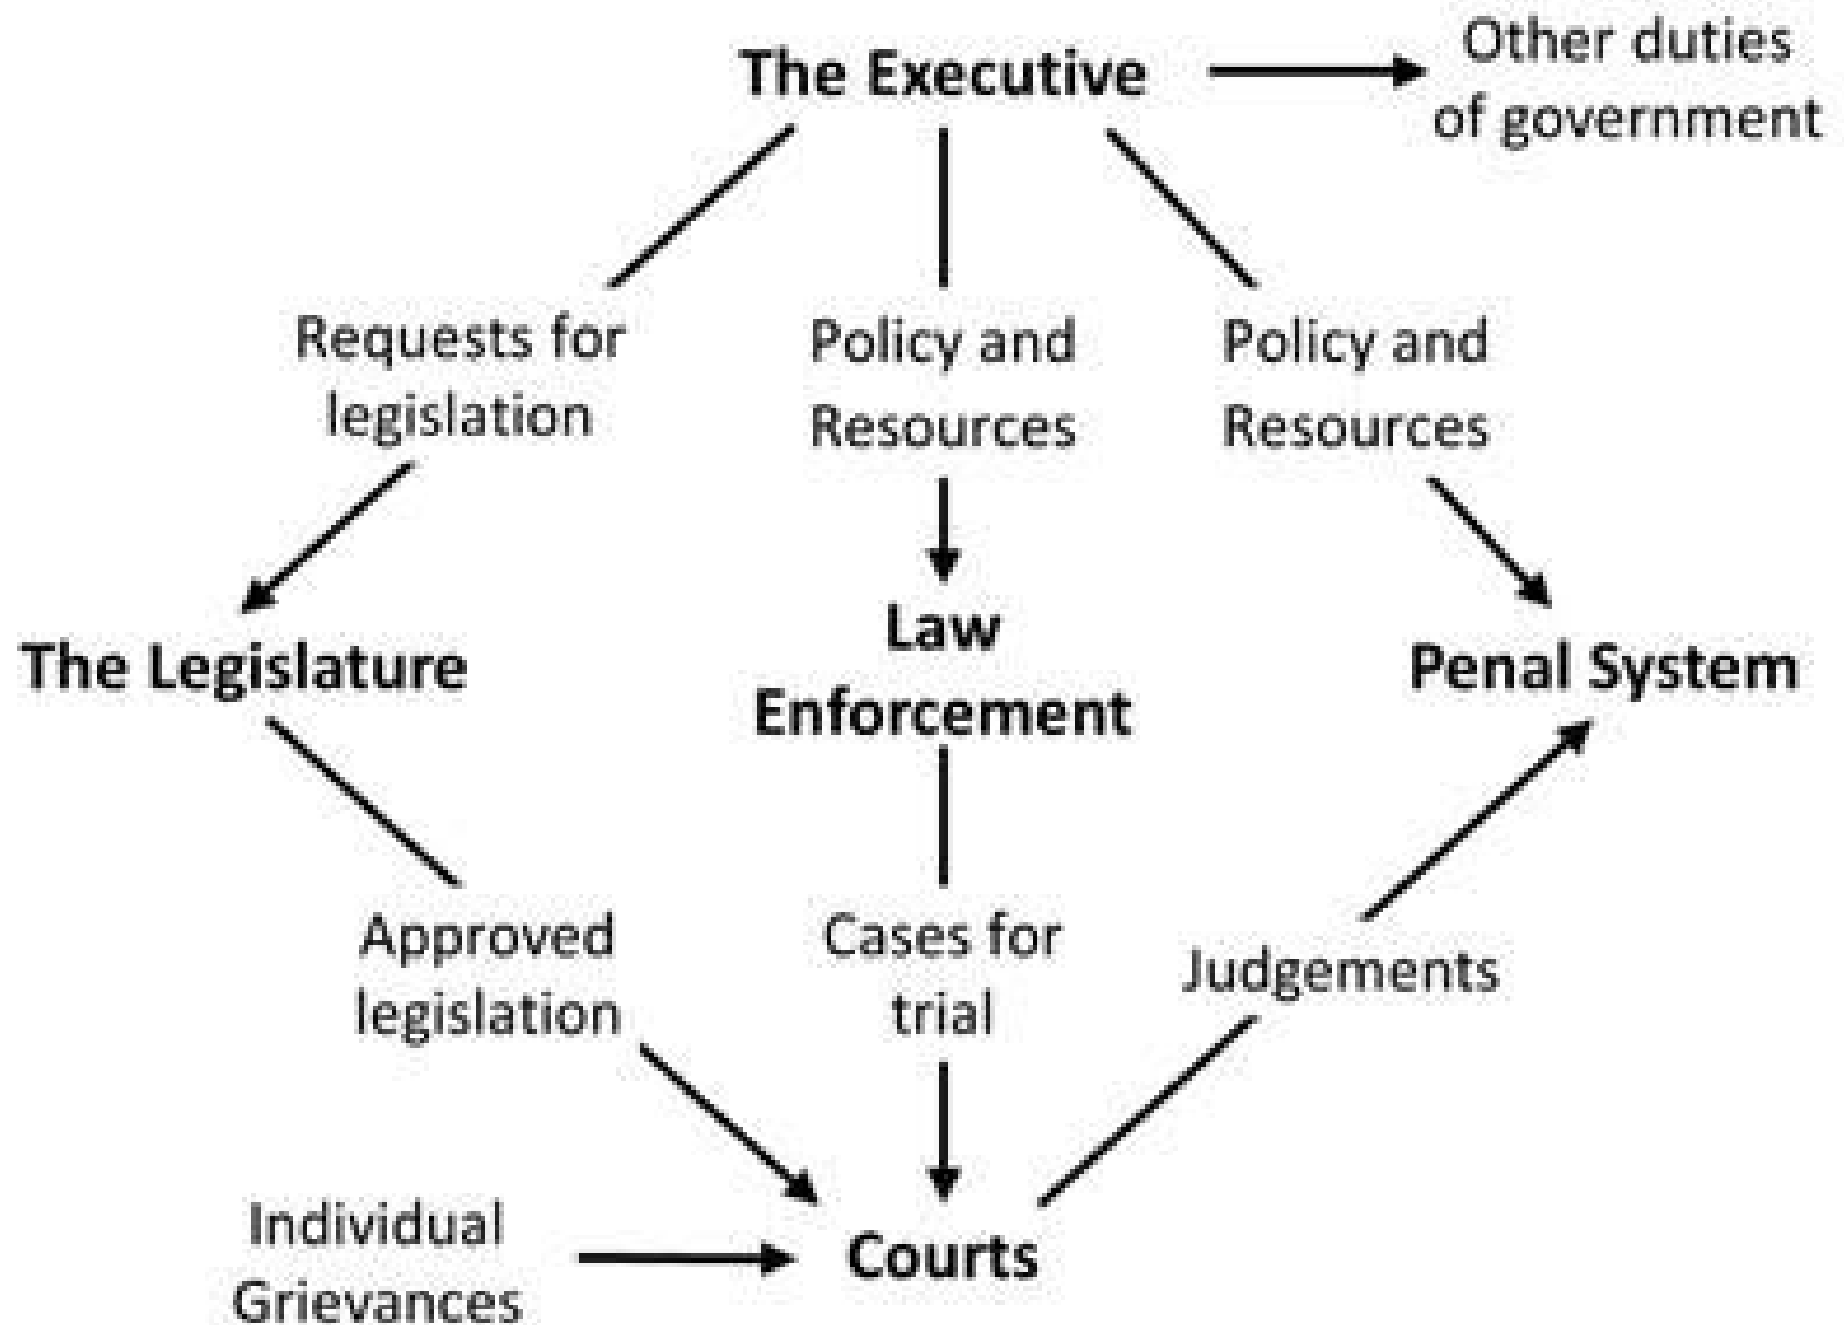 The Executive
Other duties
of government
Requests for
legislation
Policy and
Resources
Policy and
Resources
The Legislature
Law
Enforcement
Penal System
Approved
legislation
Cases for
trial
Judgements
Individual
Grievances
Courts